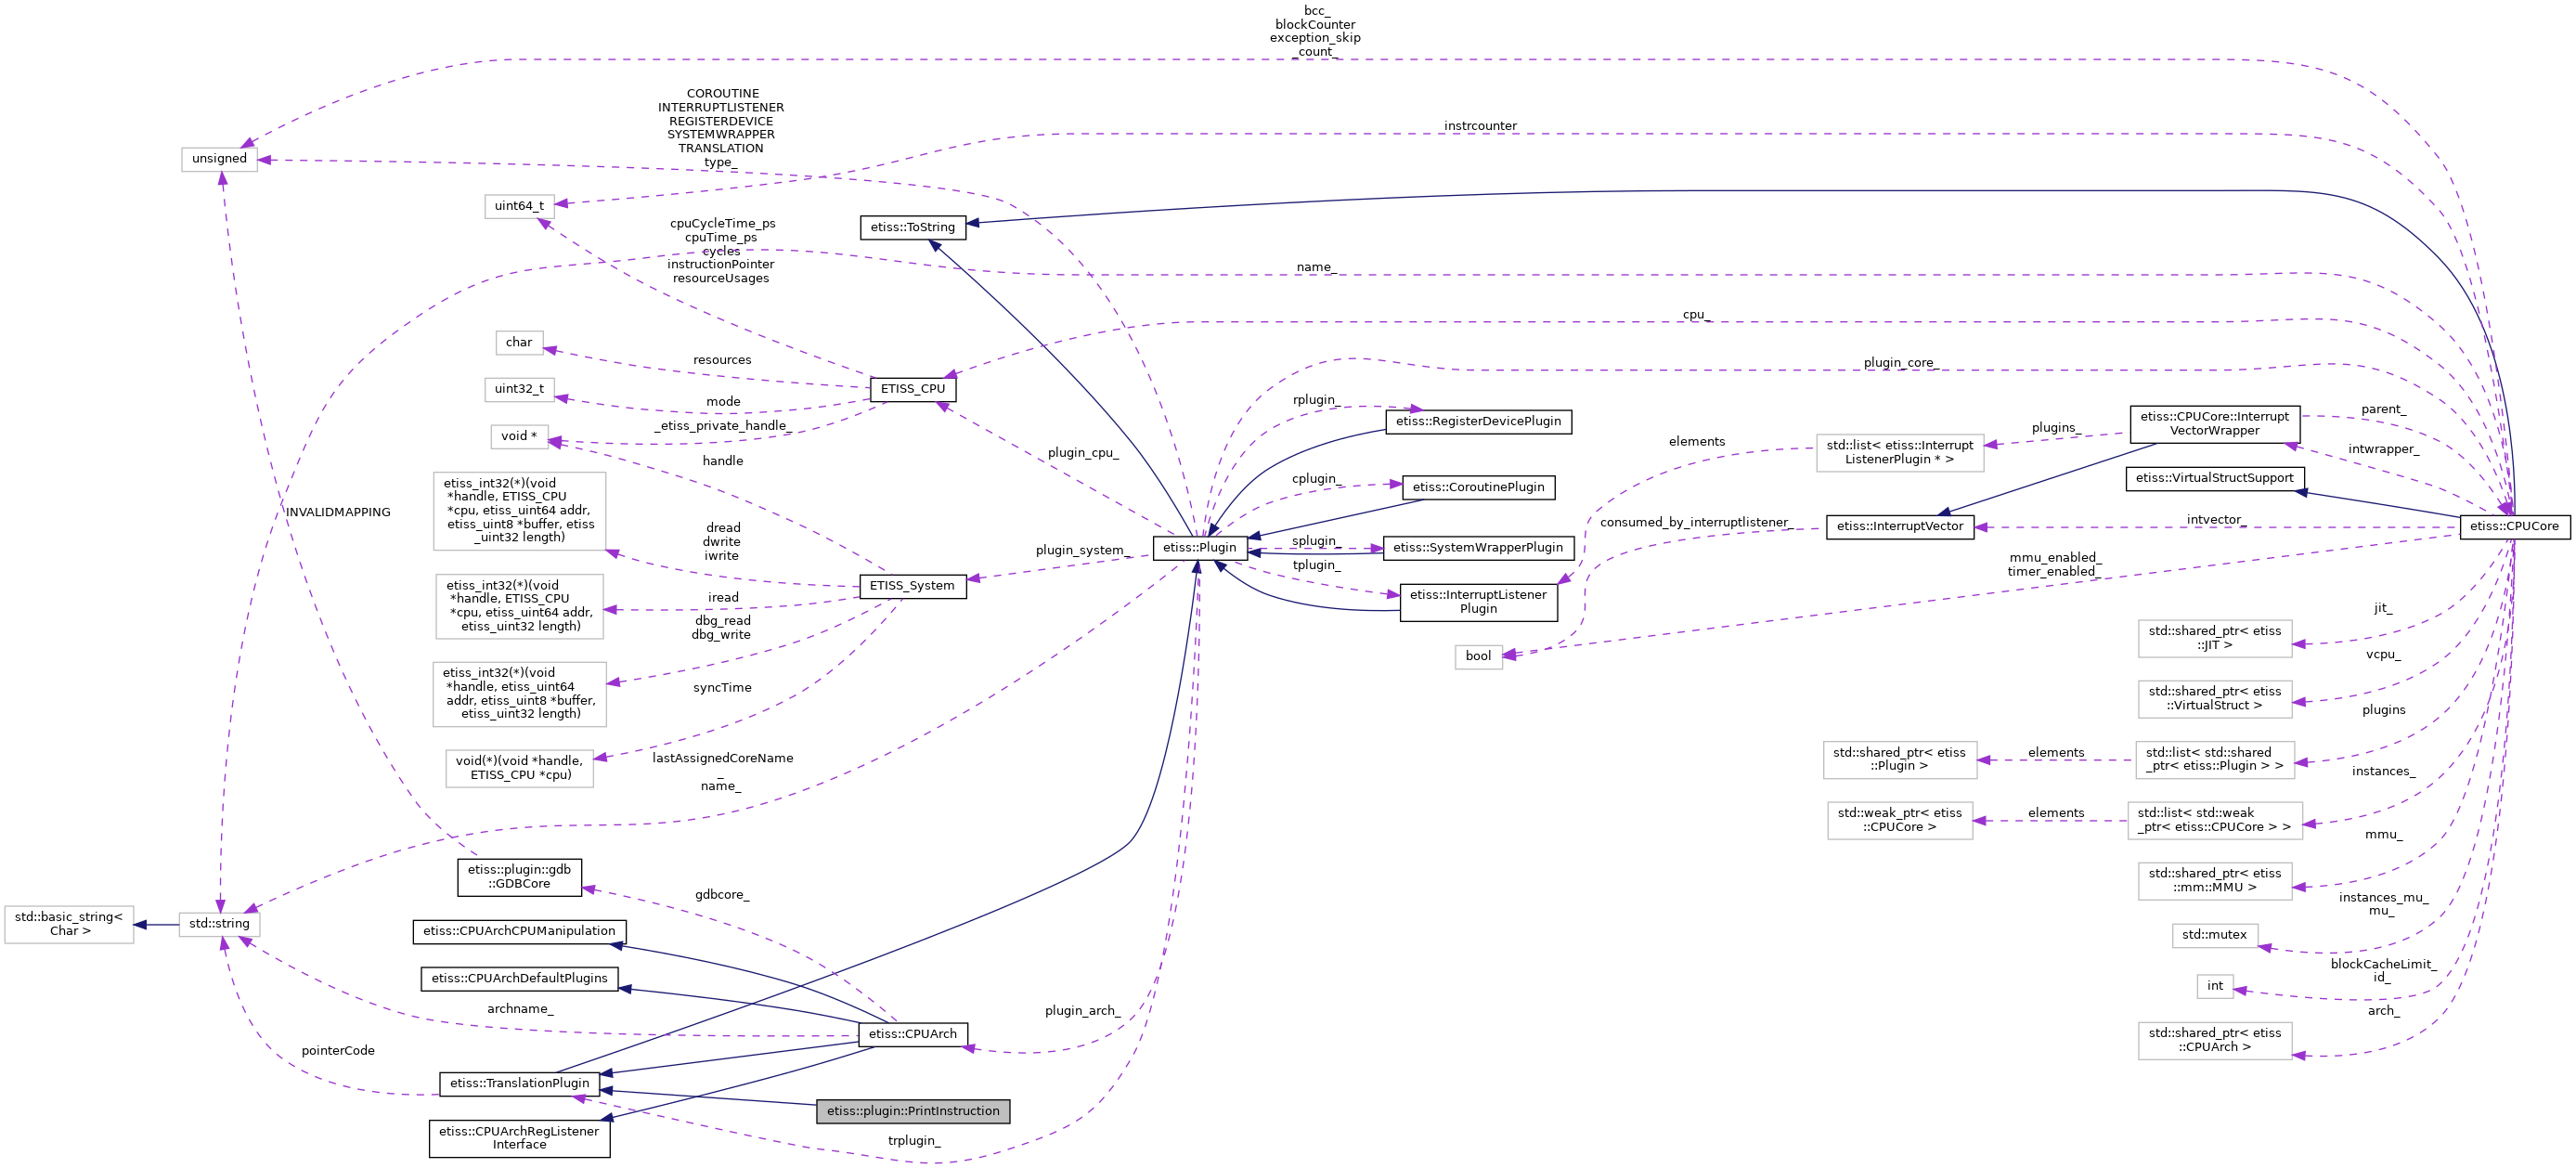 bcc_
blockCounter
exception_skip
_count_
COROUTINE
INTERRUPTLISTENER
REGISTERDEVICE
SYSTEMWRAPPER
TRANSLATION
type_
instrcounter
unsigned
uint64_t
etiss::ToString
cpuCycleTime_ps
cpuTime_ps
cycles
instructionPointer
resourceUsages
name_
cpu_
char
resources
plugin_core_
ETISS_CPU
uint32_t
mode
rplugin_
etiss::RegisterDevicePlugin
etiss::CPUCore::Interrupt
VectorWrapper
parent_
void *
_etiss_private_handle_
plugin_cpu_
elements
std::list< etiss::Interrupt
ListenerPlugin * >
plugins_
intwrapper_
handle
cplugin_
etiss::CoroutinePlugin
etiss::VirtualStructSupport
etiss_int32(*)(void
*handle, ETISS_CPU
*cpu, etiss_uint64 addr,
etiss_uint8 *buffer, etiss
_uint32 length)
INVALIDMAPPING
dread
dwrite
iwrite
consumed_by_interruptlistener_
etiss::InterruptVector
intvector_
etiss::CPUCore
plugin_system_
etiss::Plugin
splugin_
etiss::SystemWrapperPlugin
tplugin_
mmu_enabled_
timer_enabled_
etiss_int32(*)(void
*handle, ETISS_CPU
*cpu, etiss_uint64 addr,
etiss_uint32 length)
iread
ETISS_System
etiss::InterruptListener
Plugin
jit_
dbg_read
dbg_write
bool
std::shared_ptr< etiss
::JIT >
vcpu_
etiss_int32(*)(void
*handle, etiss_uint64
addr, etiss_uint8 *buffer,
etiss_uint32 length)
syncTime
std::shared_ptr< etiss
::VirtualStruct >
plugins
void(*)(void *handle,
ETISS_CPU *cpu)
lastAssignedCoreName
_
name_
std::shared_ptr< etiss
::Plugin >
elements
std::list< std::shared
_ptr< etiss::Plugin > >
instances_
std::weak_ptr< etiss
::CPUCore >
elements
std::list< std::weak
_ptr< etiss::CPUCore > >
mmu_
etiss::plugin::gdb
::GDBCore
gdbcore_
std::shared_ptr< etiss
::mm::MMU >
instances_mu_
mu_
std::basic_string<
Char >
std::string
etiss::CPUArchCPUManipulation
std::mutex
etiss::CPUArchDefaultPlugins
blockCacheLimit_
id_
int
archname_
plugin_arch_
arch_
etiss::CPUArch
std::shared_ptr< etiss
::CPUArch >
pointerCode
etiss::TranslationPlugin
etiss::plugin::PrintInstruction
etiss::CPUArchRegListener
Interface
trplugin_